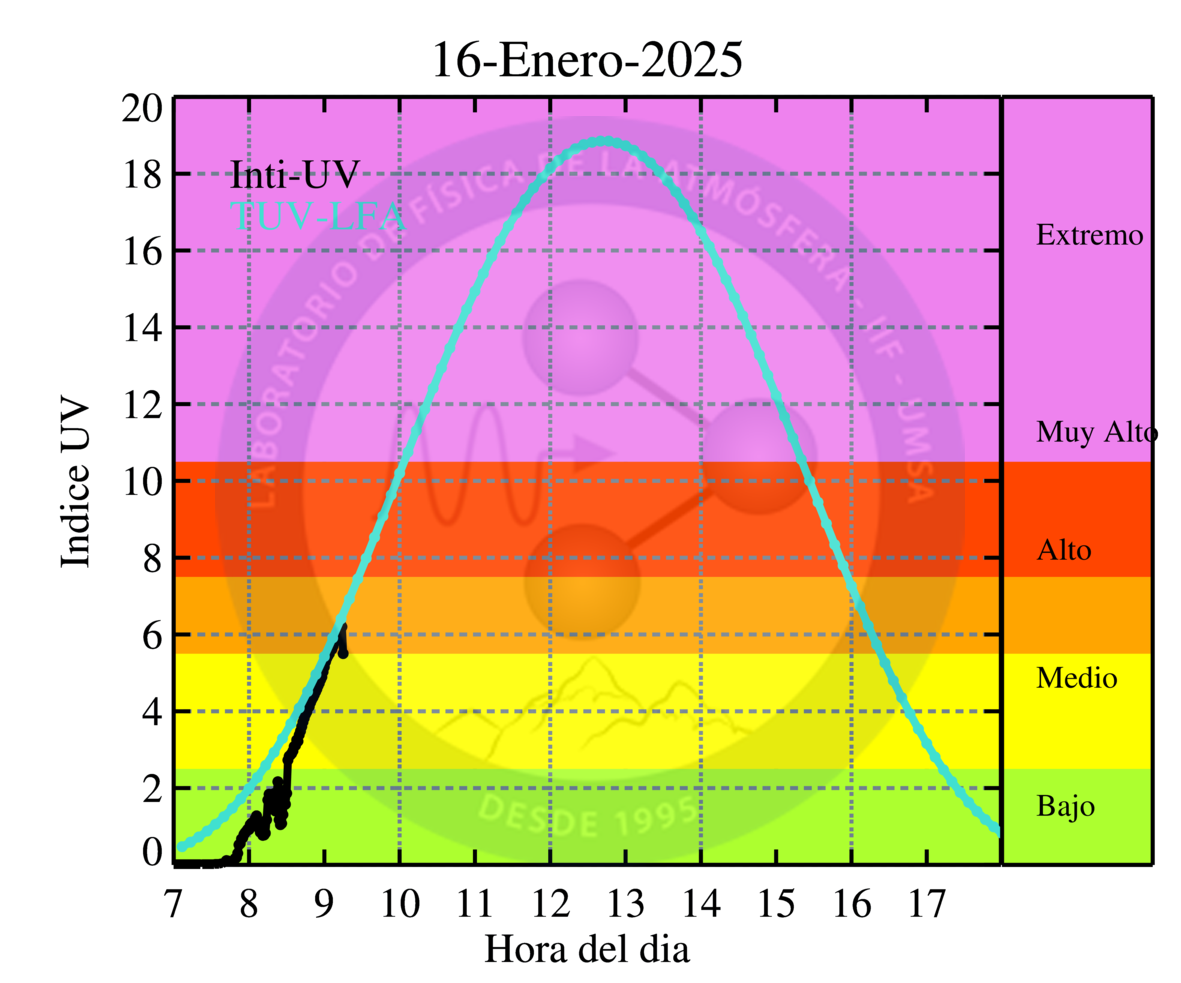 16-Enero-2025
Inti-UV
TUV-LFA
LABORATORIO DE FÍSICA DE LA ATMÓSFERA - IIF - UMSA
DESDE 1995
Indice UV
20
18
16
14
12
10
8
6
4
2
0
Extremo
Muy Alto
Alto
Medio
Bajo
7 8 9 10 11 12 13 14 15 16 17
Hora del dia